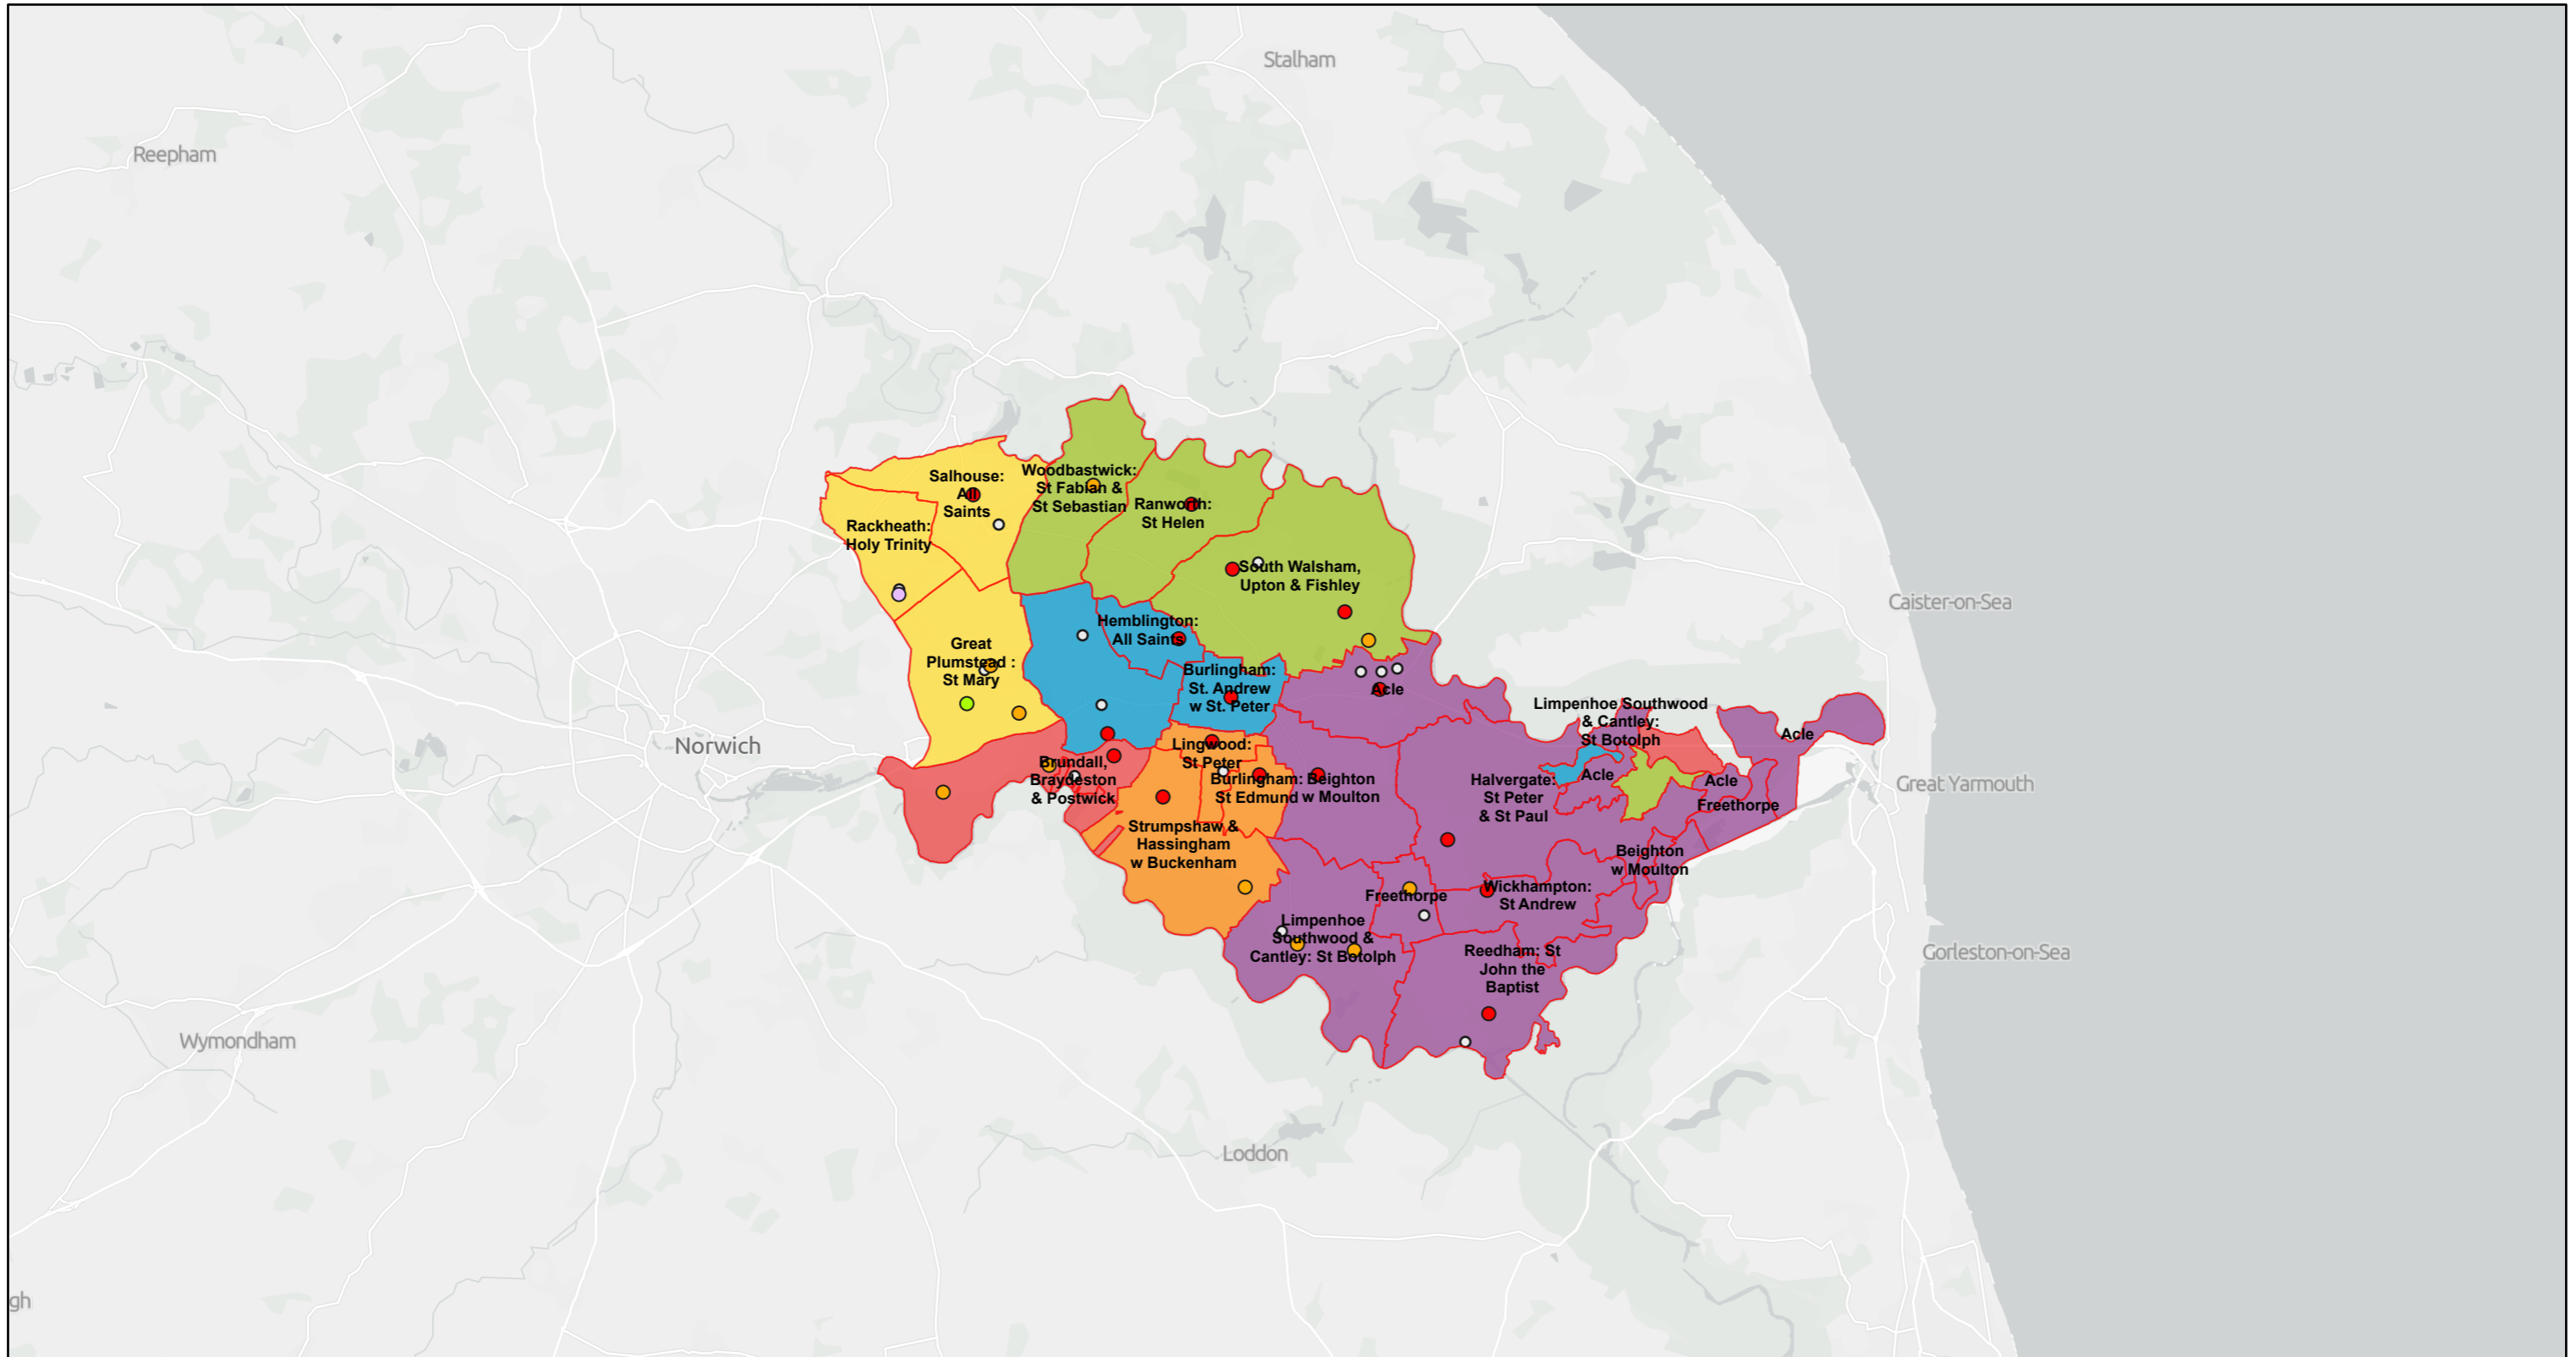 Stalham
Reepham
Salhouse:
All
Saints
Woodbastwick:
St Fabian &
St Sebastian
Ranworth:
St Helen
Rackheath:
Holy Trinity
South Walsham,
Upton & Fishley
Caister-on-Sea
Hemblington:
All Saints
Great
Plumstead :
St Mary
Burlingham:
St. Andrew
w St. Peter
Acle
Limpenhoe Southwood
& Cantley:
St Botolph
Acle
Norwich
Lingwood:
St Peter
Brundall,
Braydeston
& Postwick
Burlingham:
St Edmund
Beighton
w Moulton
Halvergate:
St Peter
& St Paul
Acle
Acle
Freethorpe
Great Yarmouth
Strumpshaw &
Hassingham
w Buckenham
Beighton
w Moulton
Freethorpe
Wickhampton:
St Andrew
Limpenhoe
Southwood &
Cantley: St Botolph
Reedham: St
John the
Baptist
Gorleston-on-Sea
Wymondham
Loddon
gh